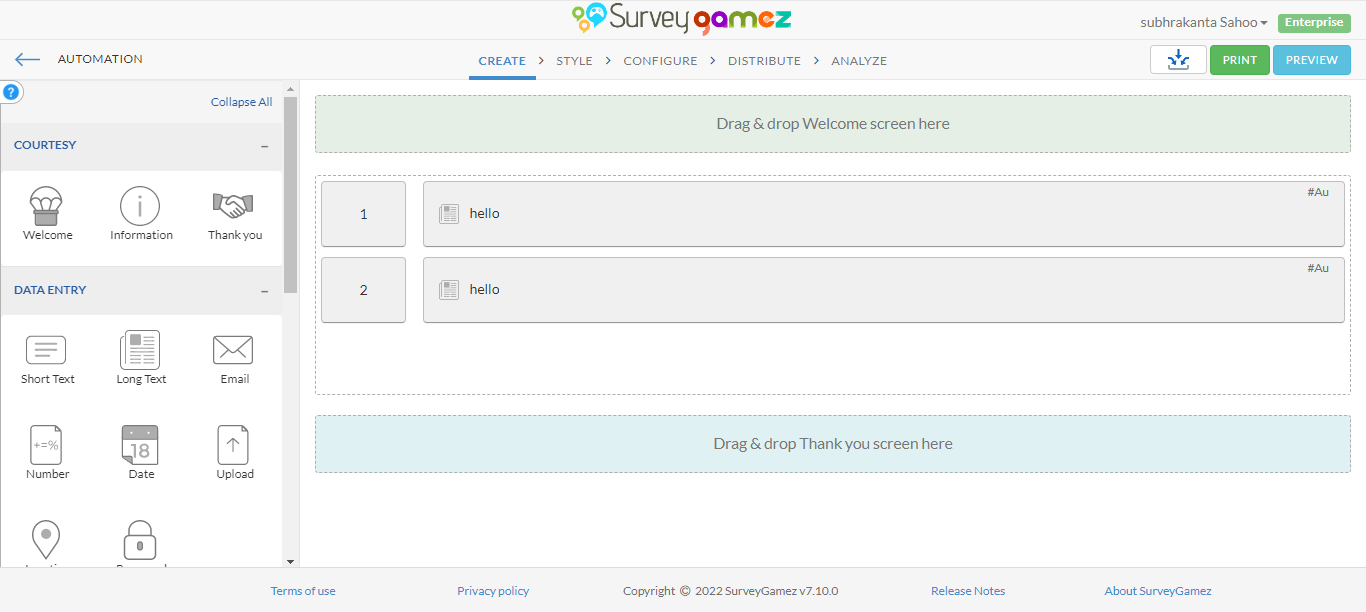 Survey gamez
subhrakanta Sahoo
Enterprise
AUTOMATION
CREATE > STYLE > CONFIGURE > DISTRIBUTE > ANALYZE
PRINT
PREVIEW
?
Collapse All
COURTESY –
Welcome
Information
Thank you
DATA ENTRY –
Short Text
Long Text
Email
+=%
18
Number
Date
Upload
Drag & drop Welcome screen here
1
hello
#Au
2
hello
#Au
Drag & drop Thank you screen here
Terms of use
Privacy policy
Copyright © 2022 SurveyGamez v7.10.0
Release Notes
About SurveyGamez